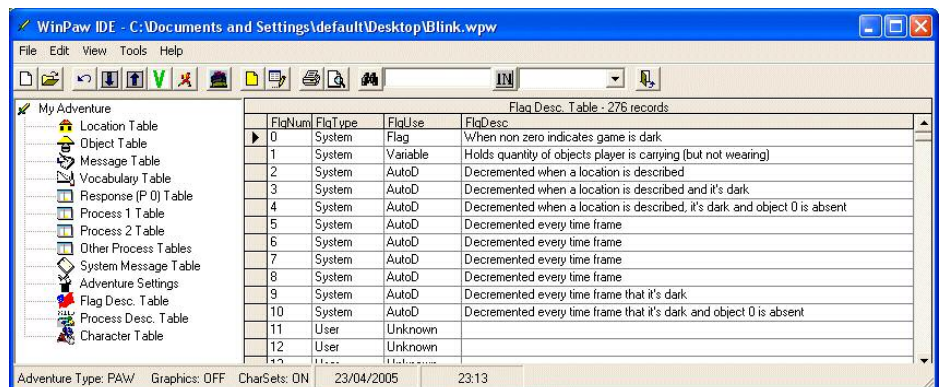 WinPaw IDE - C:\Documents and Settings\default\Desktop\Blink.wpw
File Edit View Tools Help
IN
My Adventure
Location Table
Object Table
Message Table
Vocabulary Table
Response (P 0) Table
Process 1 Table
Process 2 Table
Other Process Tables
System Message Table
Adventure Settings
Flag Desc. Table
Process Desc. Table
Character Table
Flag Desc. Table - 276 records
FlgNum FlgType FlgUse FlgDesc
0 System Flag When non zero indicates game is dark
1 System Variable Holds quantity of objects player is carrying (but not wearing)
2 System AutoD Decremented when a location is described
3 System AutoD Decremented when a location is described and it's dark
4 System AutoD Decremented when a location is described, it's dark and object 0 is absent
5 System AutoD Decremented every time frame
6 System AutoD Decremented every time frame
7 System AutoD Decremented every time frame
8 System AutoD Decremented every time frame
9 System AutoD Decremented every time frame that it's dark
10 System AutoD Decremented every time frame that it's dark and object 0 is absent
11 User Unknown
12 User Unknown
Adventure Type: PAW Graphics: OFF CharSets: ON 23/04/2005 23:13